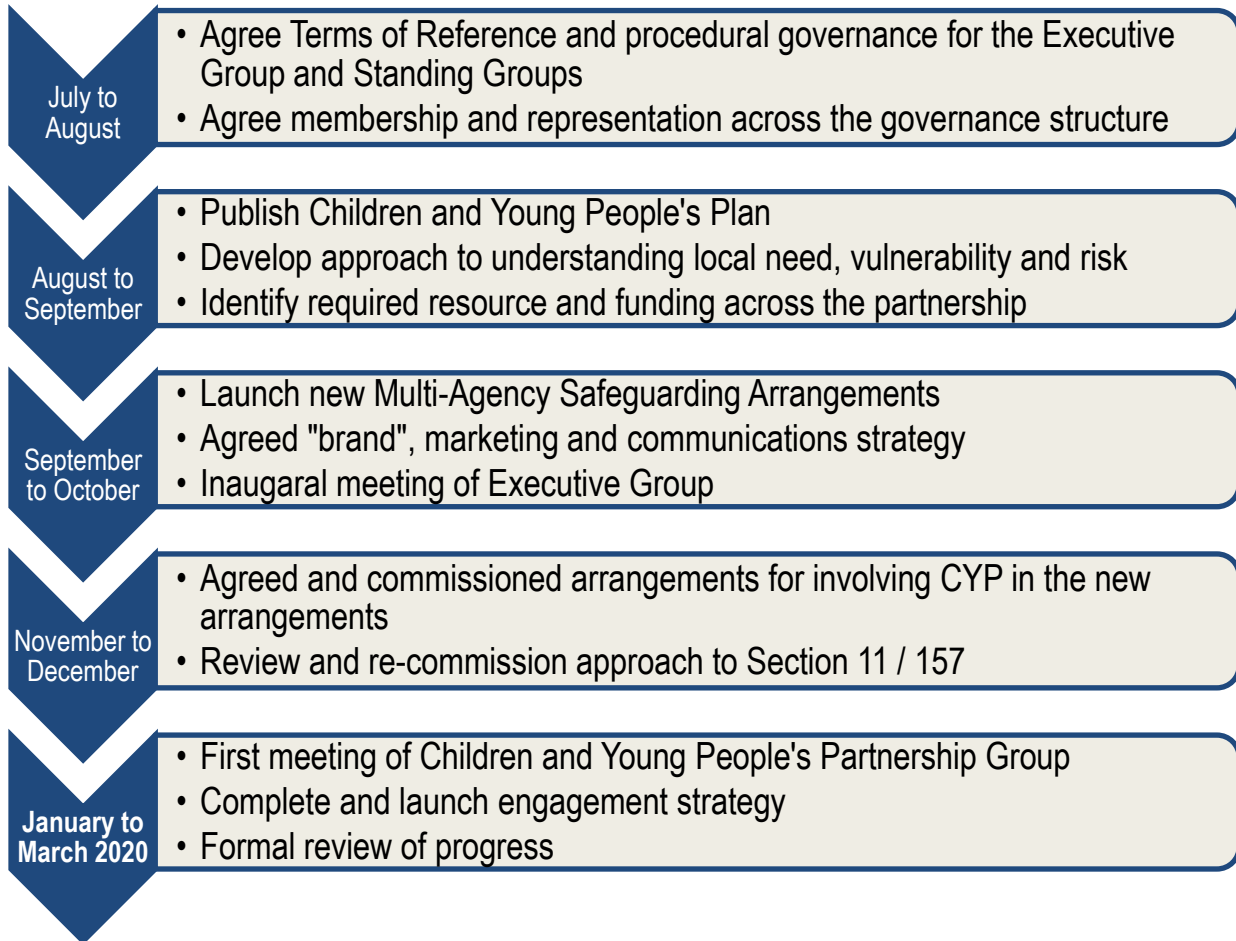 July to
August
• Agree Terms of Reference and procedural governance for the Executive
Group and Standing Groups
• Agree membership and representation across the governance structure
August to
September
• Publish Children and Young People's Plan
• Develop approach to understanding local need, vulnerability and risk
• Identify required resource and funding across the partnership
September
to October
• Launch new Multi-Agency Safeguarding Arrangements
• Agreed "brand", marketing and communications strategy
• Inaugaral meeting of Executive Group
November to
December
• Agreed and commissioned arrangements for involving CYP in the new
arrangements
• Review and re-commission approach to Section 11 / 157
January to
March 2020
• First meeting of Children and Young People's Partnership Group
• Complete and launch engagement strategy
• Formal review of progress